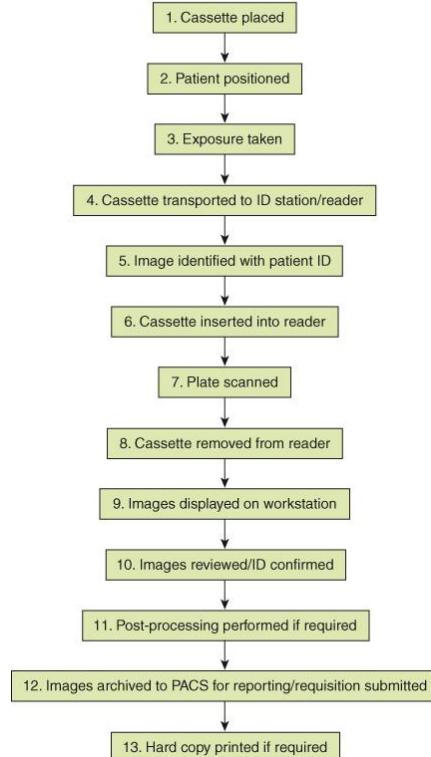 1. Cassette placed
2. Patient positioned
3. Exposure taken
4. Cassette transported to ID station/reader
5. Image identified with patient ID
6. Cassette inserted into reader
7. Plate scanned
8. Cassette removed from reader
9. Images displayed on workstation
10. Images reviewed/ID confirmed
11. Post-processing performed if required
12. Images archived to PACS for reporting/requisition submitted
13. Hard copy printed if required